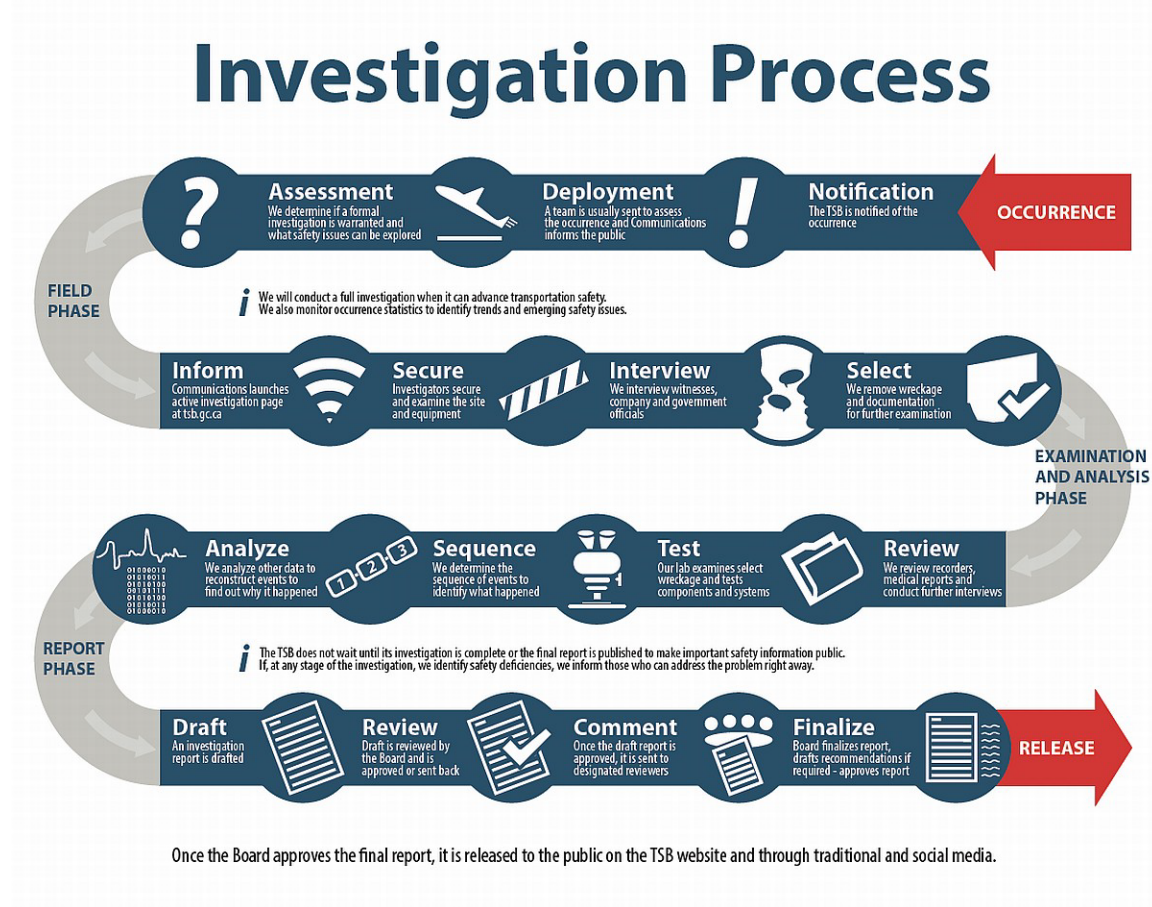 Investigation Process
OCCURRENCE
Notification
The TSB is notified of the
occurrence
!
Deployment
A team is usually sent to assess
the occurrence and Communications
informs the public
Assessment
We determine if a formal
investigation is warranted and
what safety issues can be explored
?
FIELD
PHASE
i
We will conduct a full investigation when it can advance transportation safety.
We also monitor occurrence statistics to identify trends and emerging safety issues.
Inform
Communications launches
active investigation page
at tsb.gc.ca
Secure
Investigators secure
and examine the site
and equipment
Interview
We interview witnesses,
company and government
officials
Select
We remove wreckage
and documentation
for further examination
EXAMINATION
AND ANALYSIS
PHASE
Review
We review recorders,
medical reports and
conduct further interviews
Test
Our lab examines select
wreckage and tests
components and systems
Sequence
We determine the
sequence of events to
identify what happened
1 2 3
Analyze
We analyze other data to
reconstruct events to
find out why it happened
01000010
01010011
01010100
00101111
01010100
01010011
01000010
REPORT
PHASE
i
The TSB does not wait until its investigation is complete or the final report is published to make important safety information public.
If, at any stage of the investigation, we identify safety deficiencies, we inform those who can address the problem right away.
Draft
An investigation
report is drafted
Review
Draft is reviewed by
the Board and is
approved or sent back
Comment
Once the draft report is
approved, it is sent to
designated reviewers
Finalize
Board finalizes report,
drafts recommendations if
required - approves report
RELEASE
Once the Board approves the final report, it is released to the public on the TSB website and through traditional and social media.